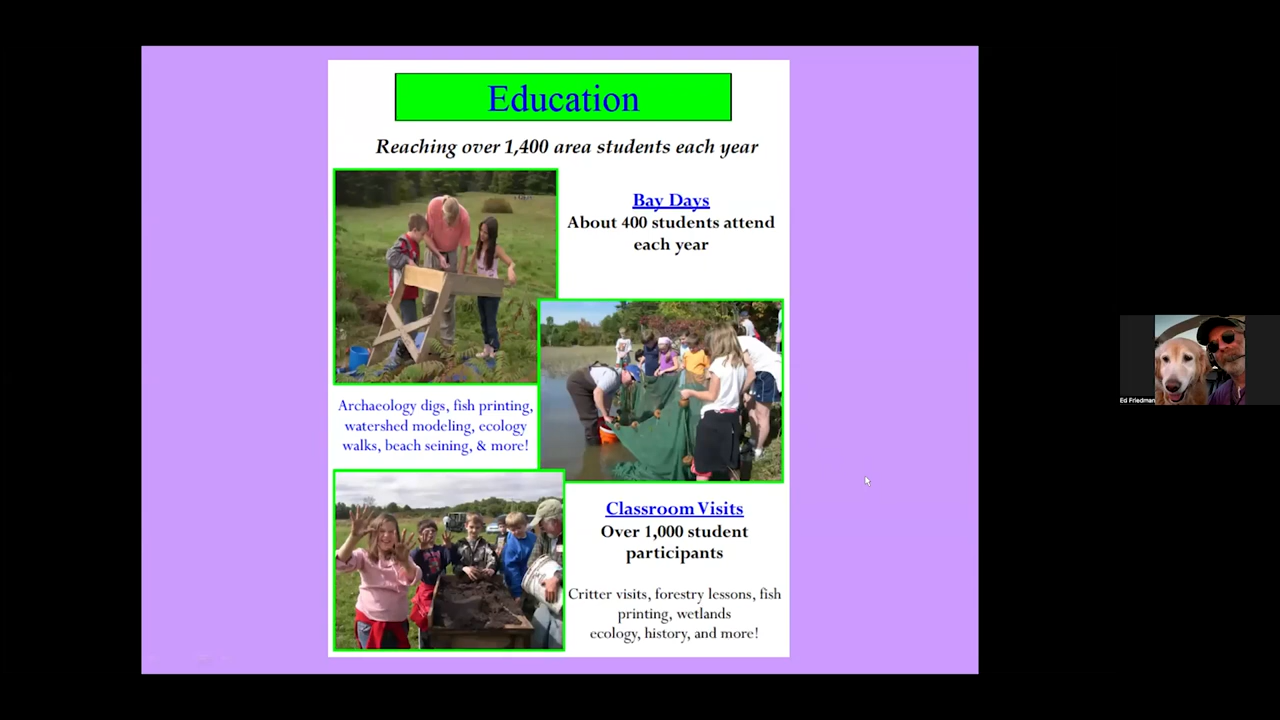 Education
Reaching over 1,400 area students each year
Bay Days
About 400 students attend
each year
Archaeology digs, fish printing,
watershed modeling, ecology
walks, beach seining, & more!
Classroom Visits
Over 1,000 student
participants
Critter visits, forestry lessons, fish
printing, wetlands
ecology, history, and more!
Ed Friedman